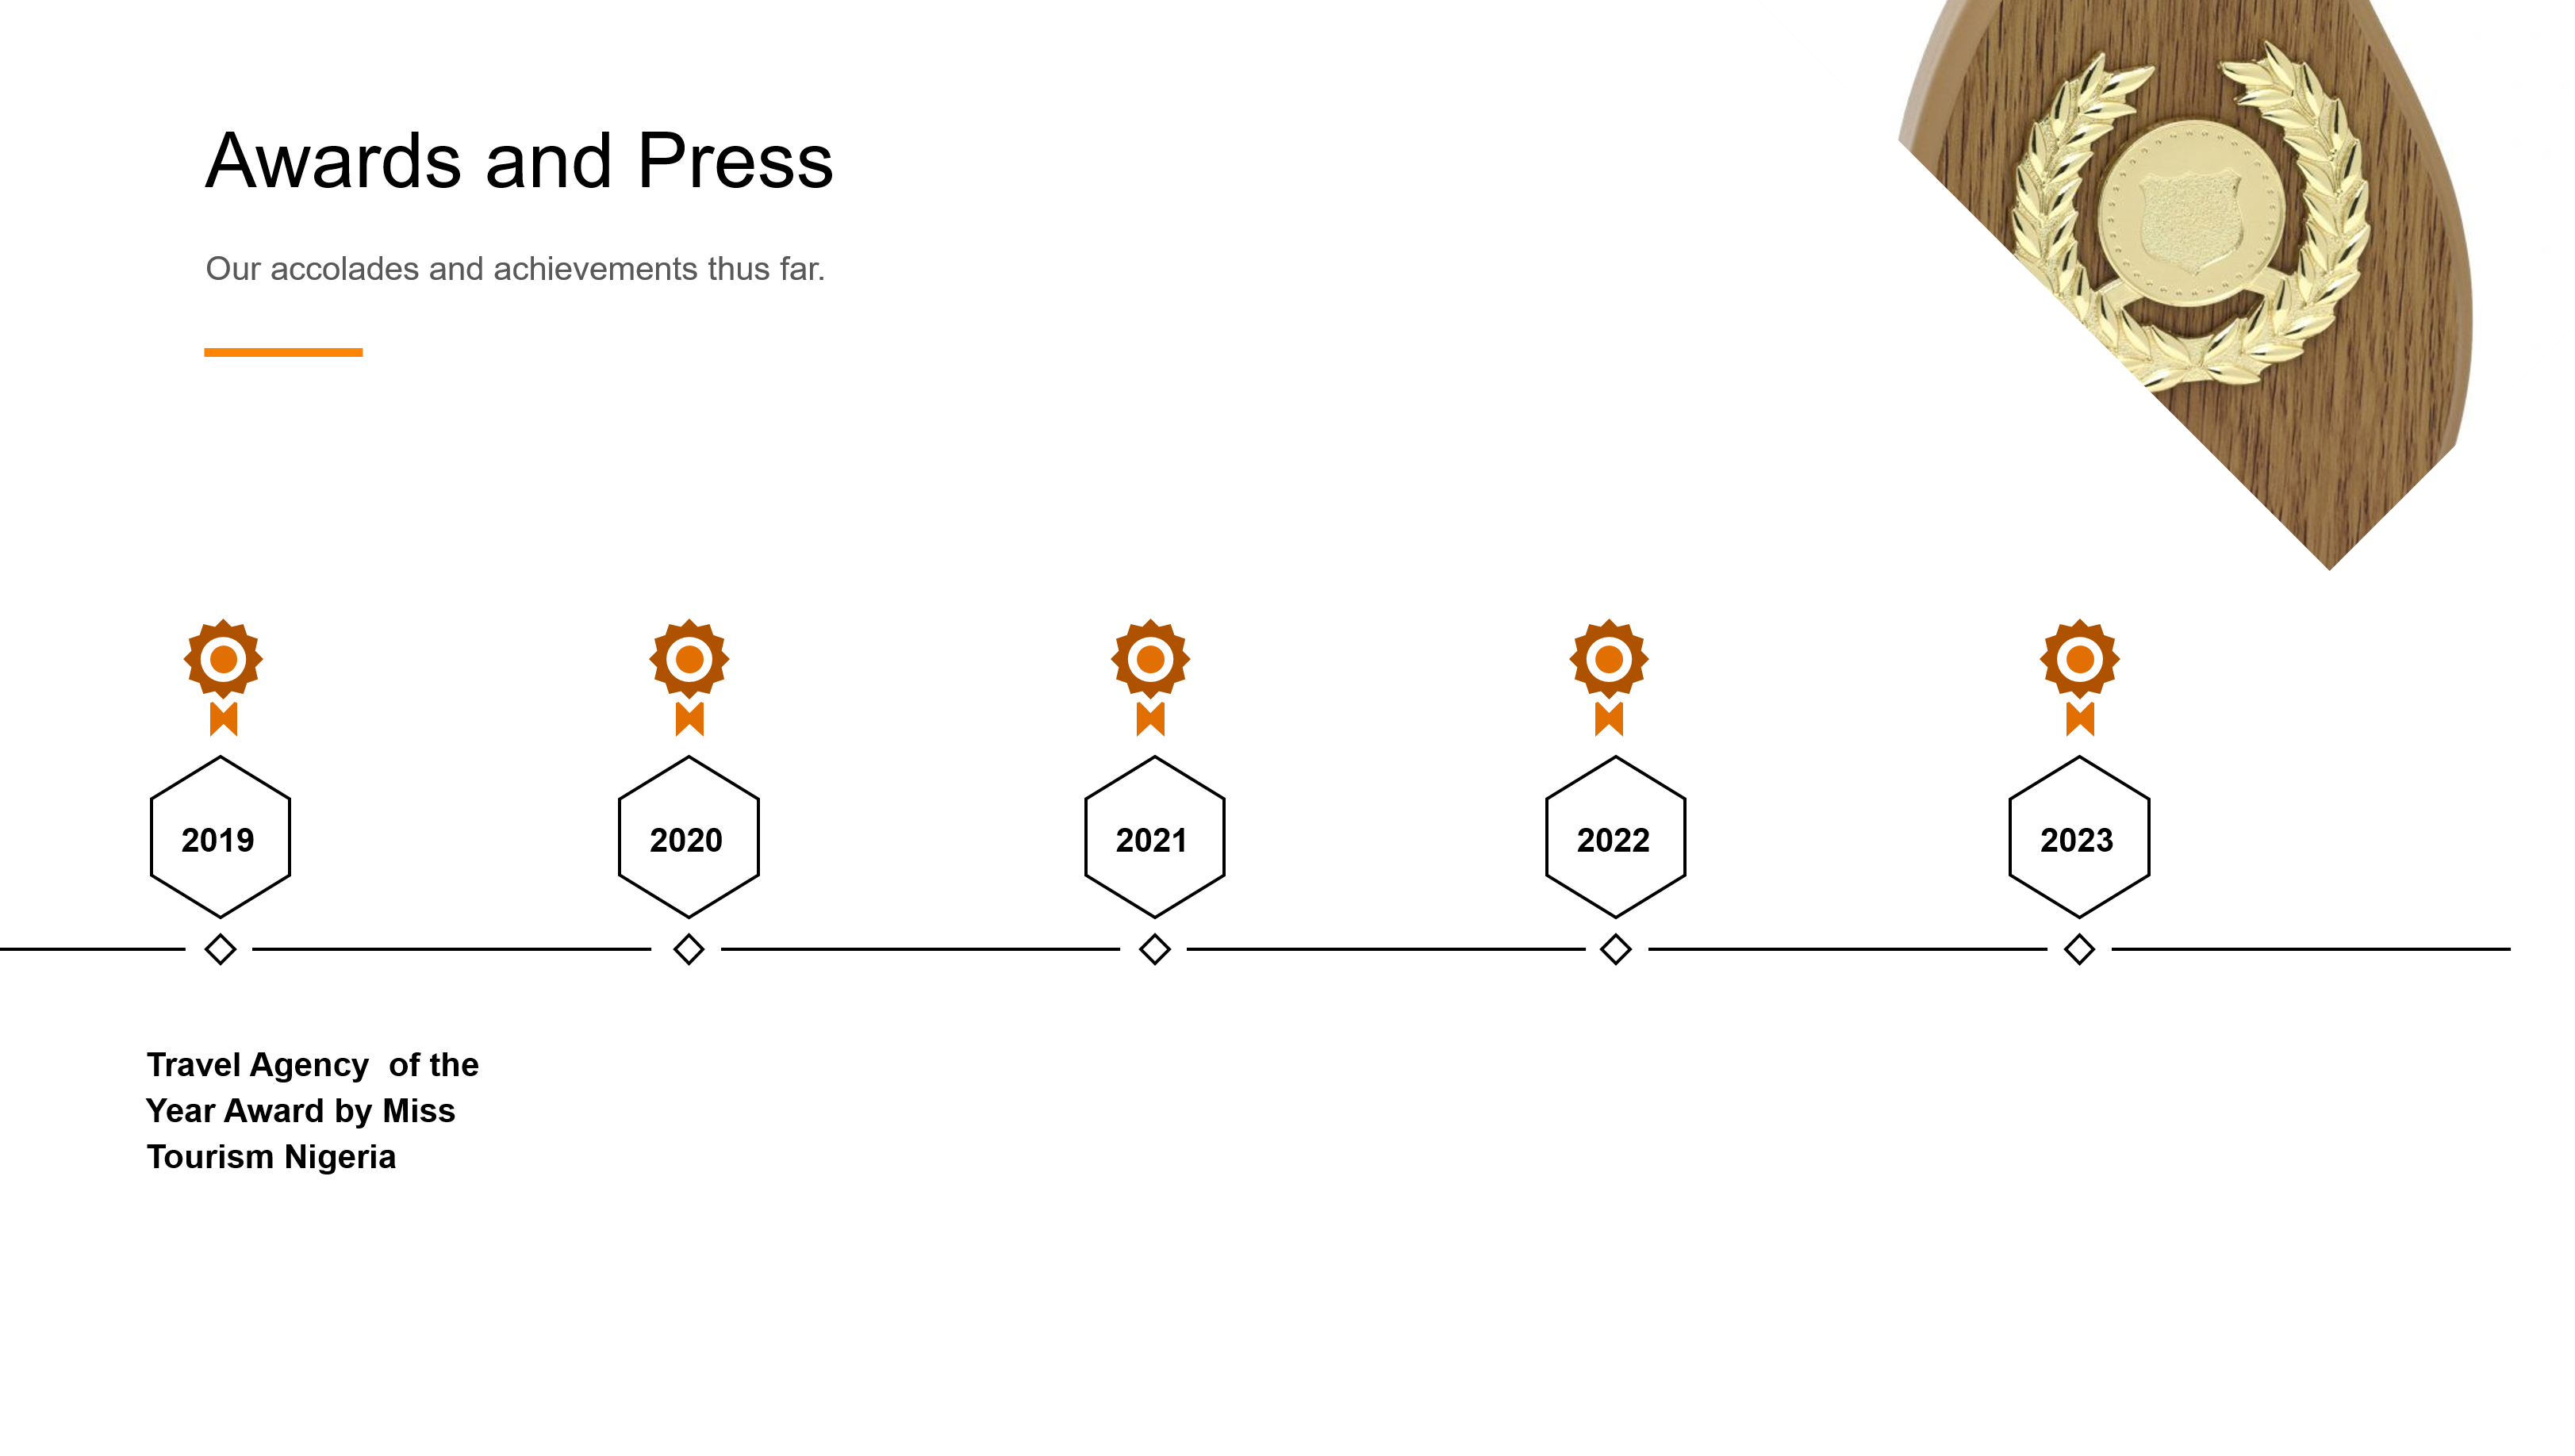 Awards and Press
Our accolades and achievements thus far.
2019
2020
2021
2022
2023
Travel Agency  of the
Year Award by Miss
Tourism Nigeria